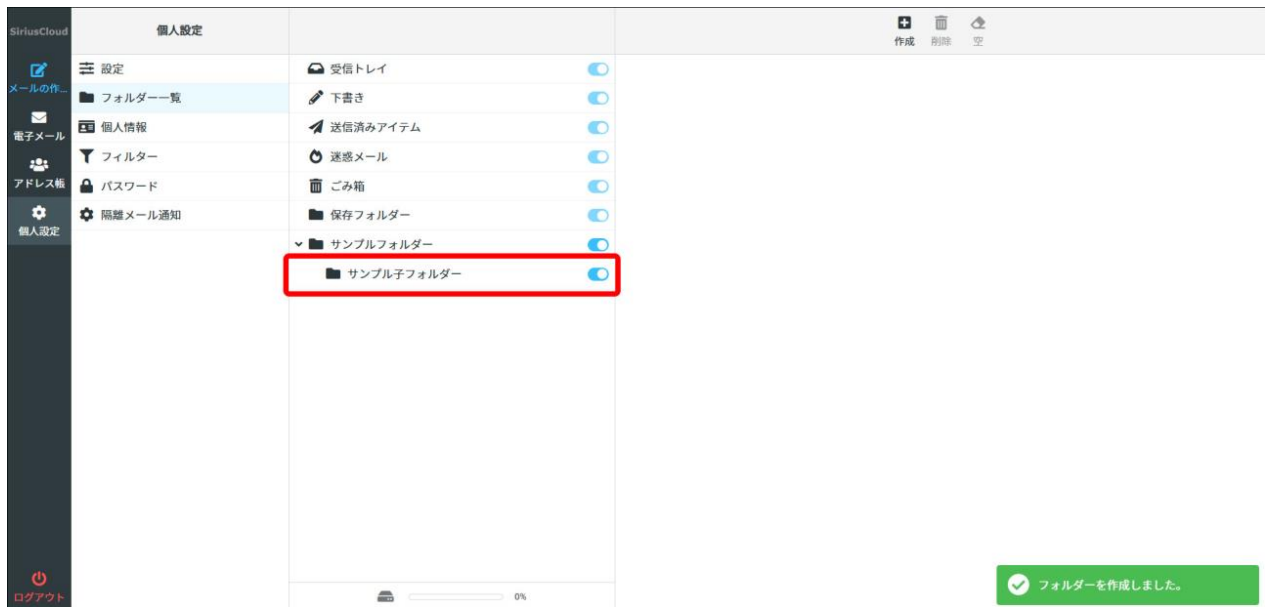 SiriusCloud
メールの作...
電子メール
アドレス帳
個人設定
ログアウト
個人設定
設定
フォルダー一覧
個人情報
フィルター
パスワード
隔離メール通知
受信トレイ
下書き
送信済みアイテム
迷惑メール
ごみ箱
保存フォルダー
サンプルフォルダー
サンプル子フォルダー
0%
作成 削除 空
フォルダーを作成しました。